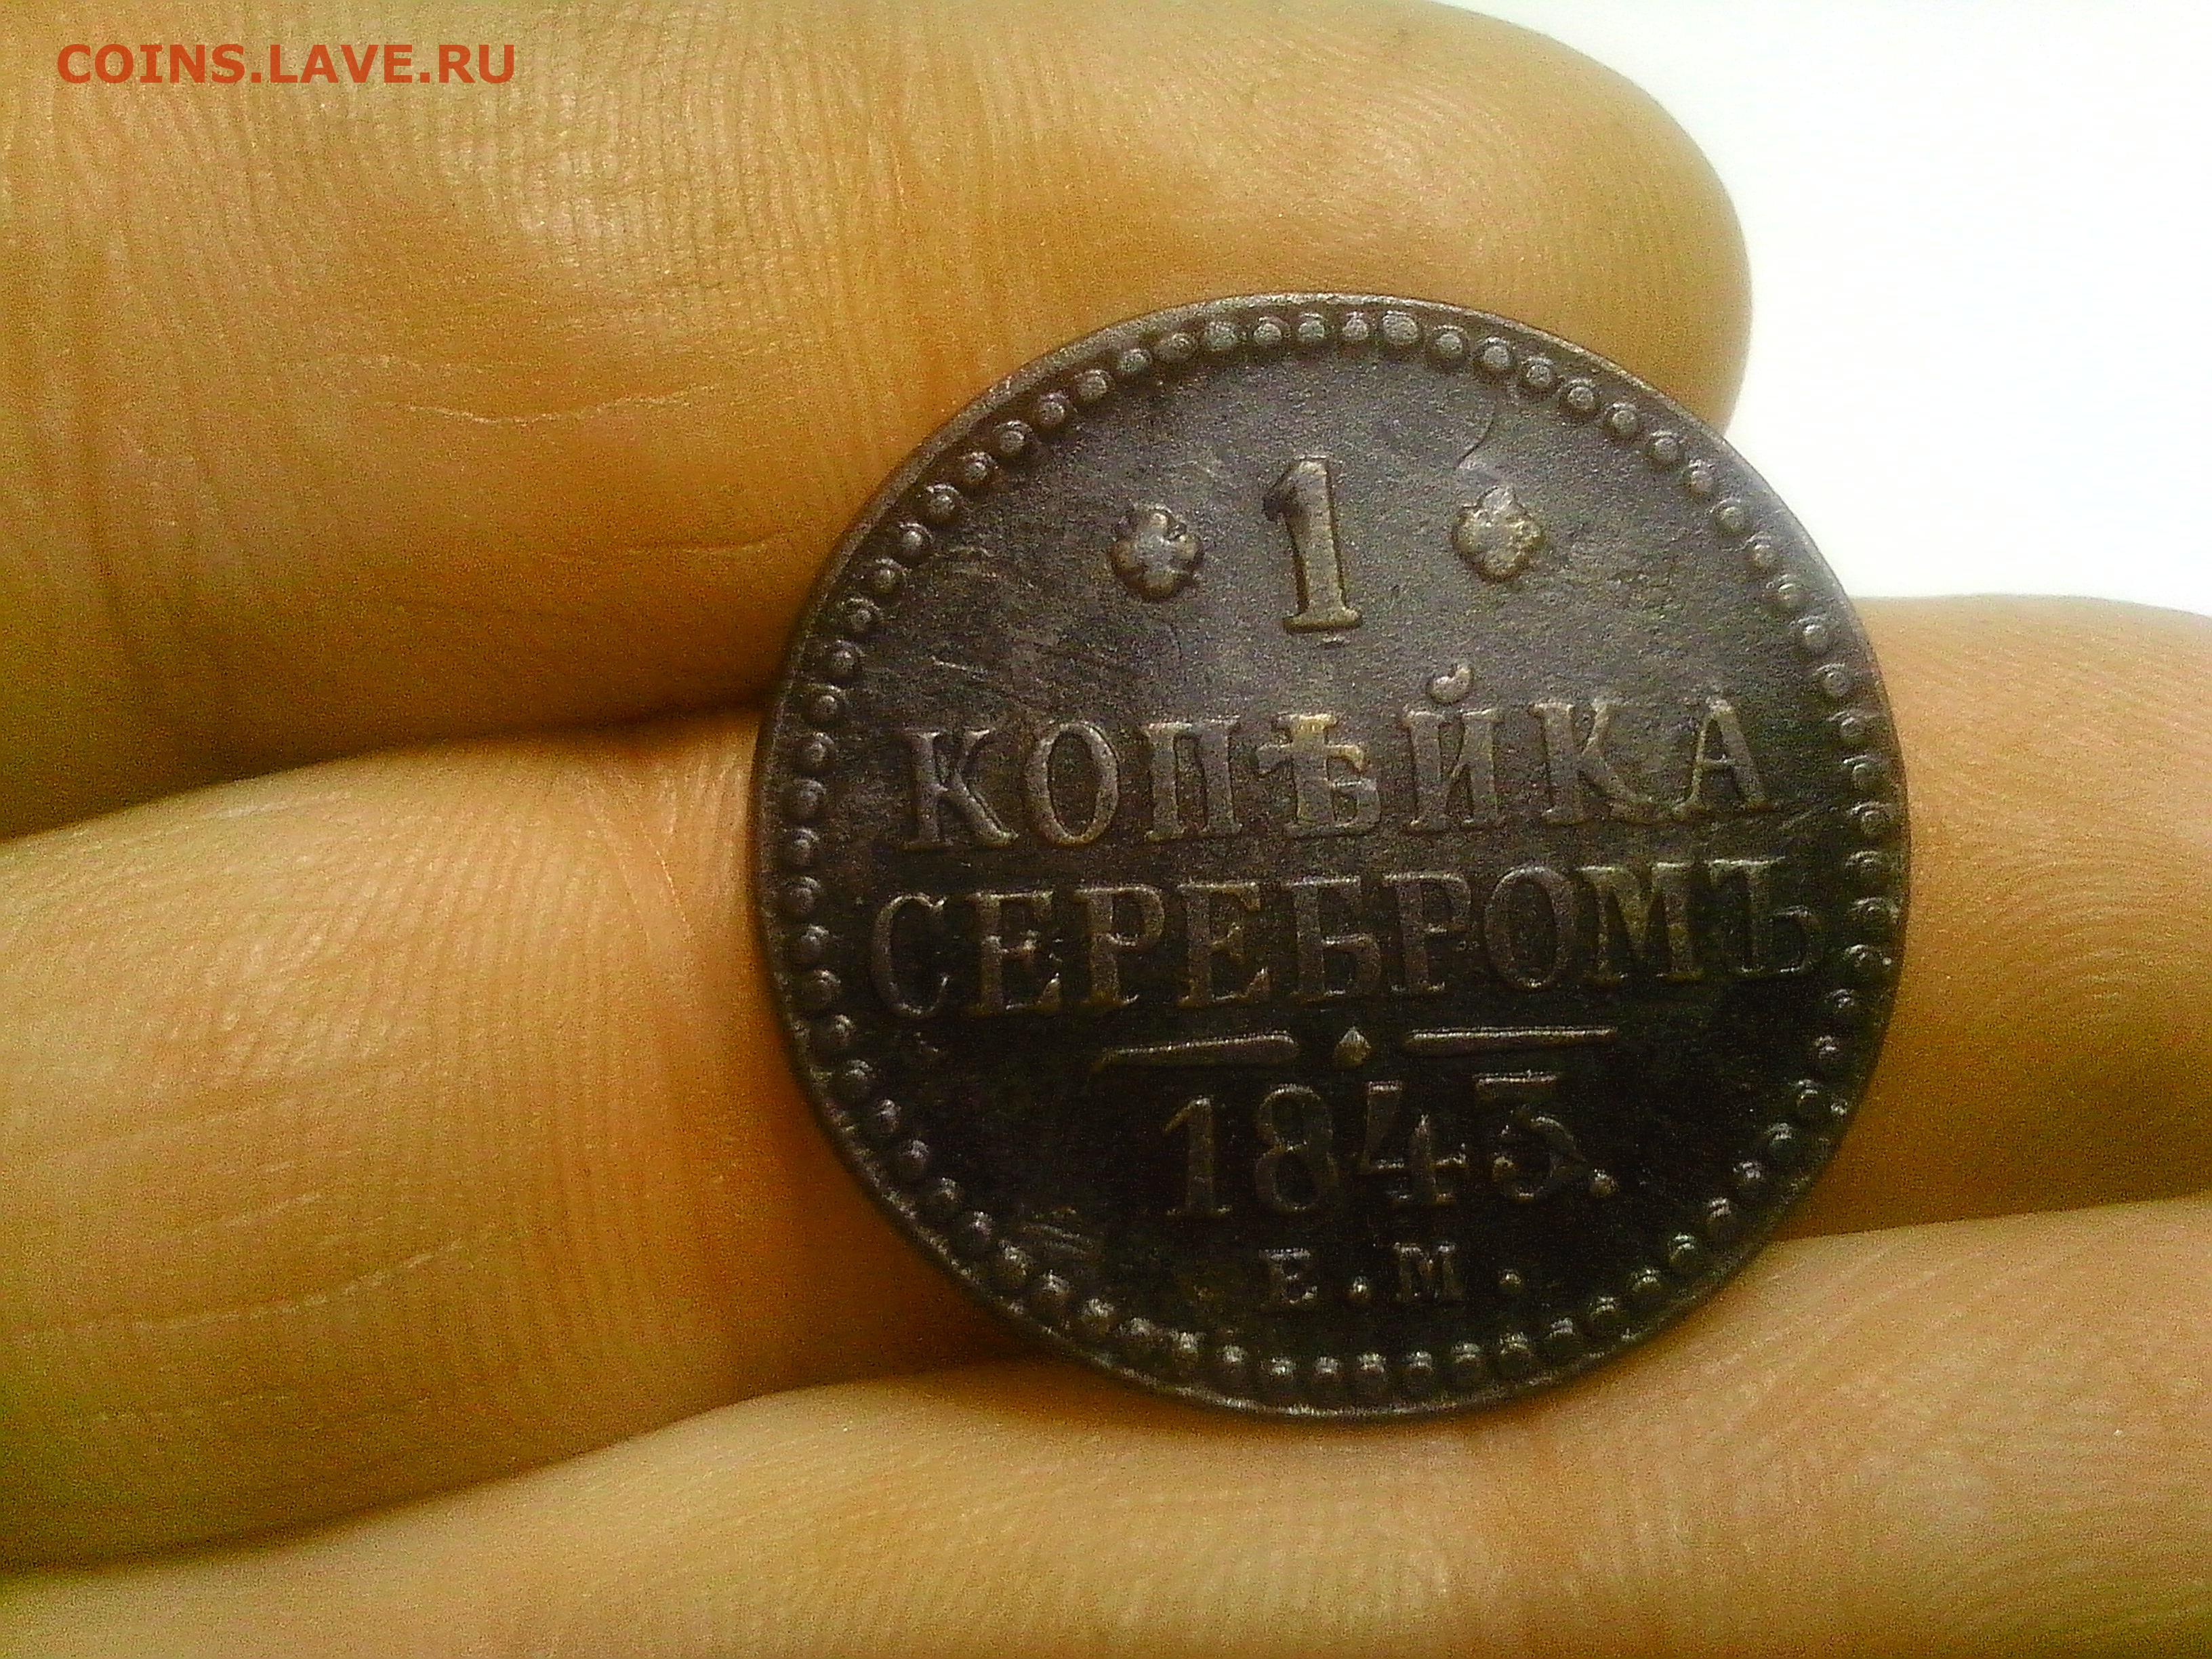 COINS.LAVE.RU
1
КОПѢЙКА
СЕРЕБРОМЪ
1843.
Е.М.